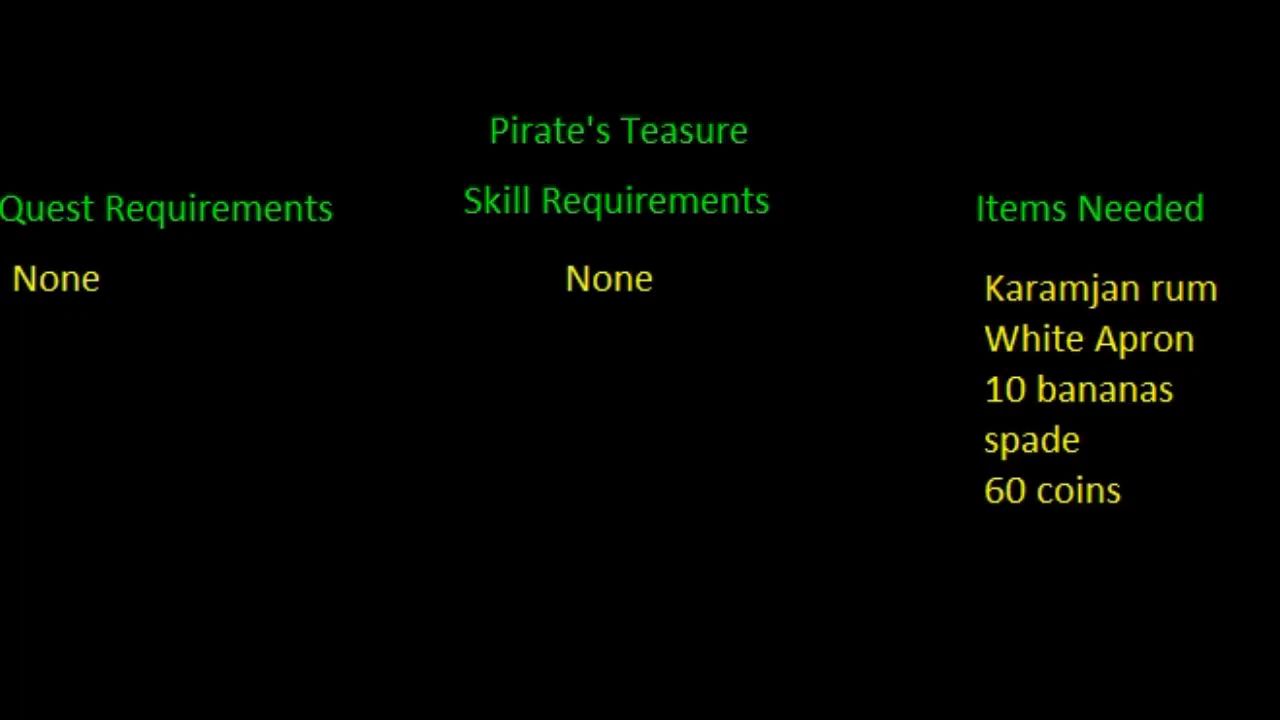 Pirate's Teasure
Quest Requirements
None
Skill Requirements
None
Items Needed
Karamjan rum
White Apron
10 bananas
spade
60 coins